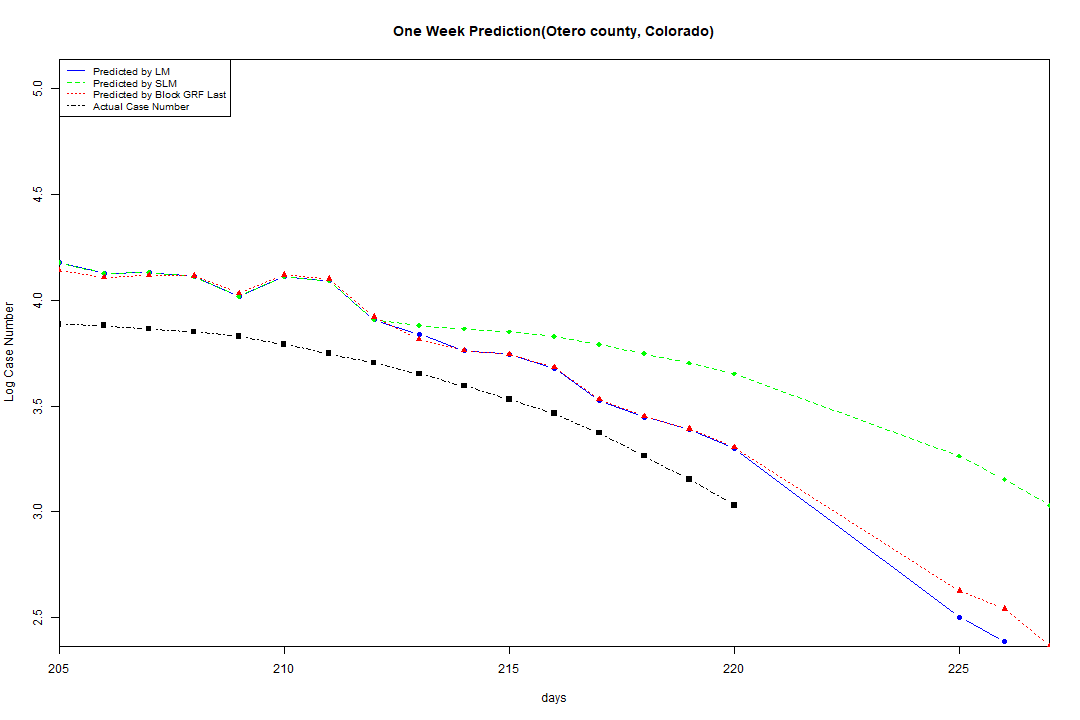 One Week Prediction(Otero county, Colorado)
Predicted by LM
Predicted by SLM
Predicted by Block GRF Last
Actual Case Number
5.0
4.5
4.0
3.5
3.0
2.5
Log Case Number
205 210 215 220 225
days